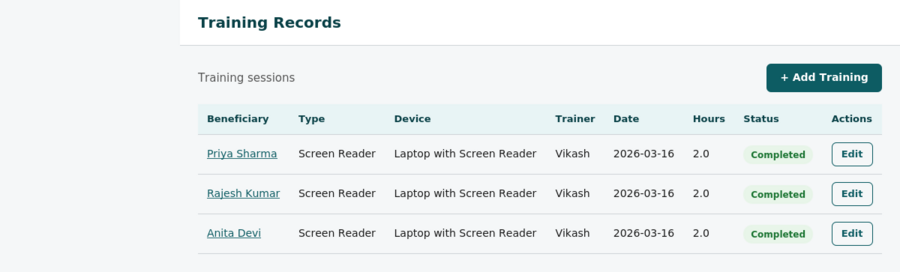 Training Records
Training sessions
+ Add Training
Beneficiary Type Device Trainer Date Hours Status Actions
Priya Sharma Screen Reader Laptop with Screen Reader Vikash 2026-03-16 2.0 Completed Edit
Rajesh Kumar Screen Reader Laptop with Screen Reader Vikash 2026-03-16 2.0 Completed Edit
Anita Devi Screen Reader Laptop with Screen Reader Vikash 2026-03-16 2.0 Completed Edit